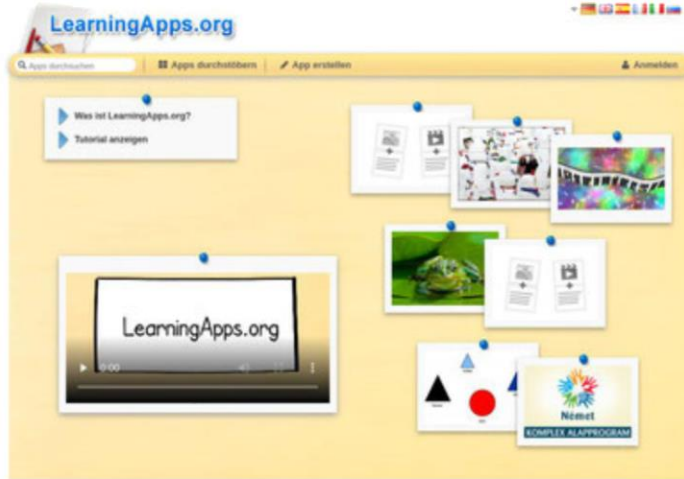 LearningApps.org
Apps durchsuchen
Apps durchstöbern
App erstellen
Anmelden
Was ist LearningApps.org?
Tutorial anzeigen
LearningApps.org
0:00
Német
KOMPLEX ALAPPROGRAM